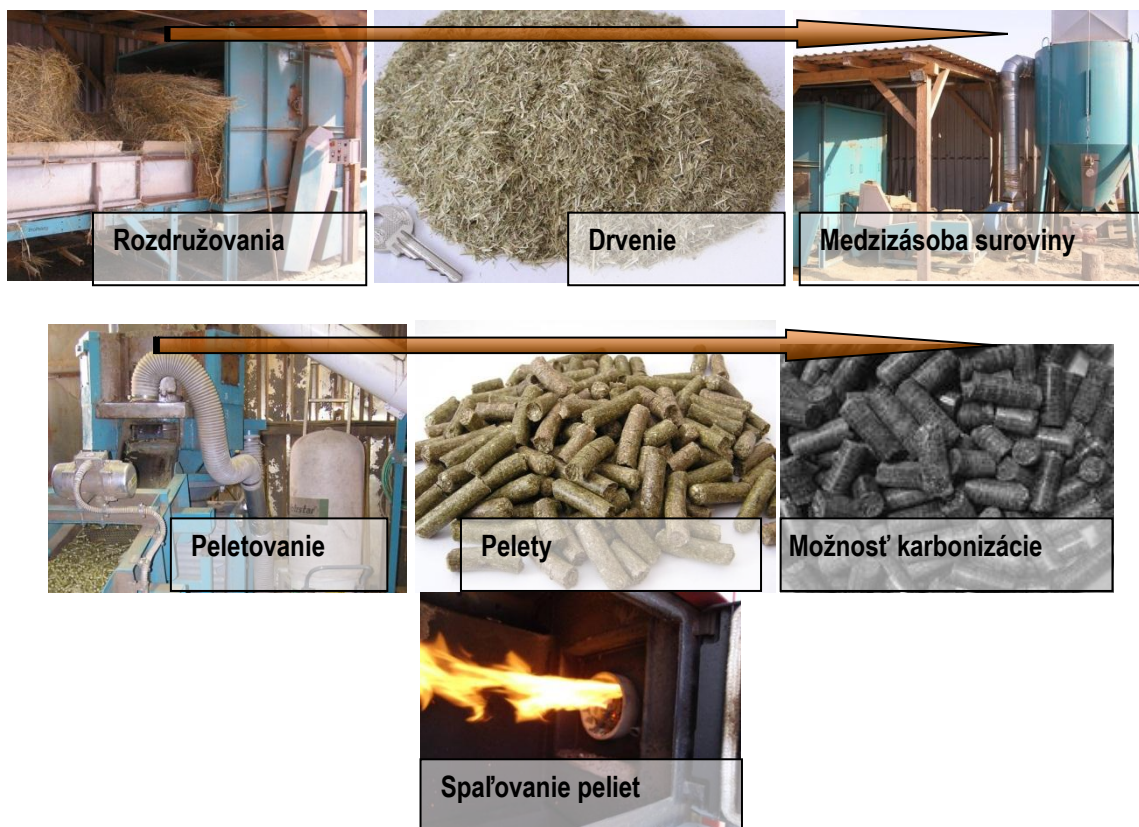 Rozdružovania
Drvenie
Medzizásoba suroviny
Peletovanie
Pelety
Možnosť karbonizácie
Spaľovanie peliet